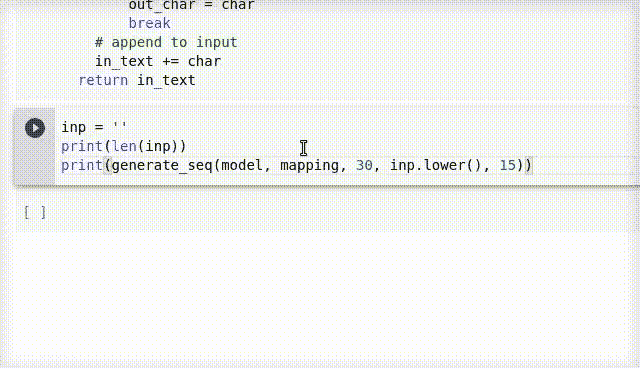 out_char = char
break
# append to input
in_text += char
return in_text
inp = ''
print(len(inp))
print(generate_seq(model, mapping, 30, inp.lower(), 15))
[ ]